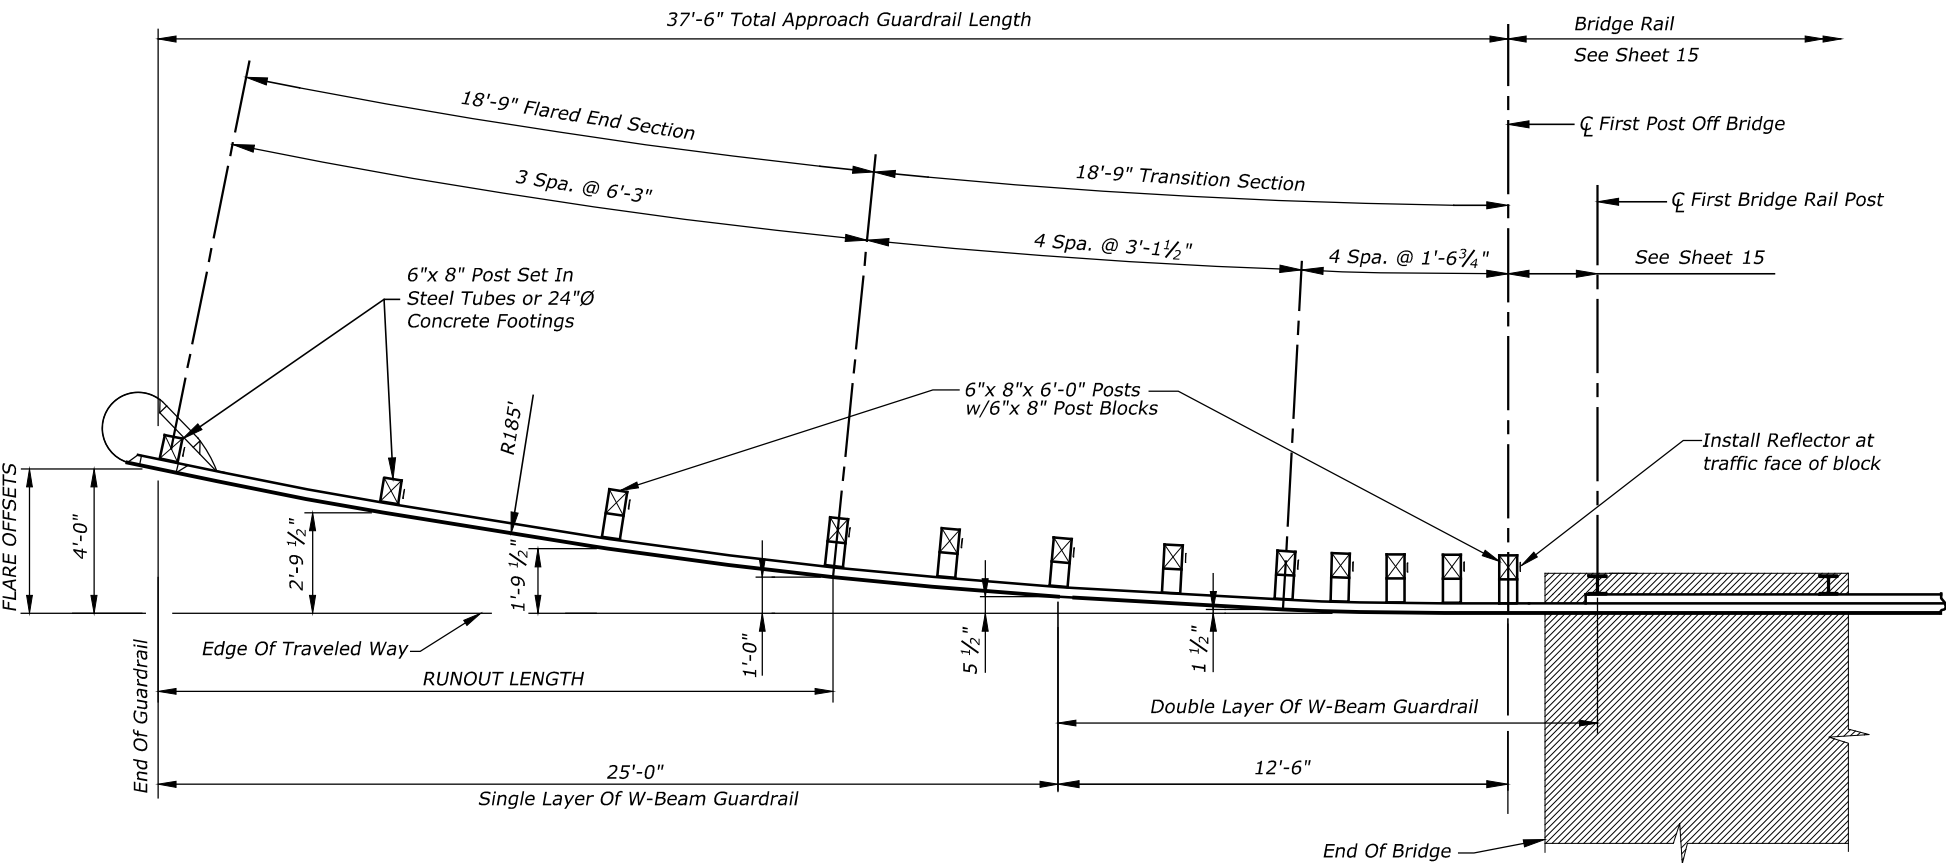 37'-6" Total Approach Guardrail Length
Bridge Rail
See Sheet 15
18'-9" Flared End Section
℄ First Post Off Bridge
3 Spa. @ 6'-3"
18'-9" Transition Section
℄ First Bridge Rail Post
4 Spa. @ 3'-1½"
4 Spa. @ 1'-6¾"
See Sheet 15
6"x 8" Post Set In
Steel Tubes or 24"Ø
Concrete Footings
6"x 8"x 6'-0" Posts
w/6"x 8" Post Blocks
R185'
Install Reflector at
traffic face of block
FLARE OFFSETS
4'-0"
2'-9 ½"
1'-9 ½"
1'-0"
5 ½"
1 ½"
Edge Of Traveled Way
End Of Guardrail
RUNOUT LENGTH
Double Layer Of W-Beam Guardrail
25'-0"
Single Layer Of W-Beam Guardrail
12'-6"
End Of Bridge